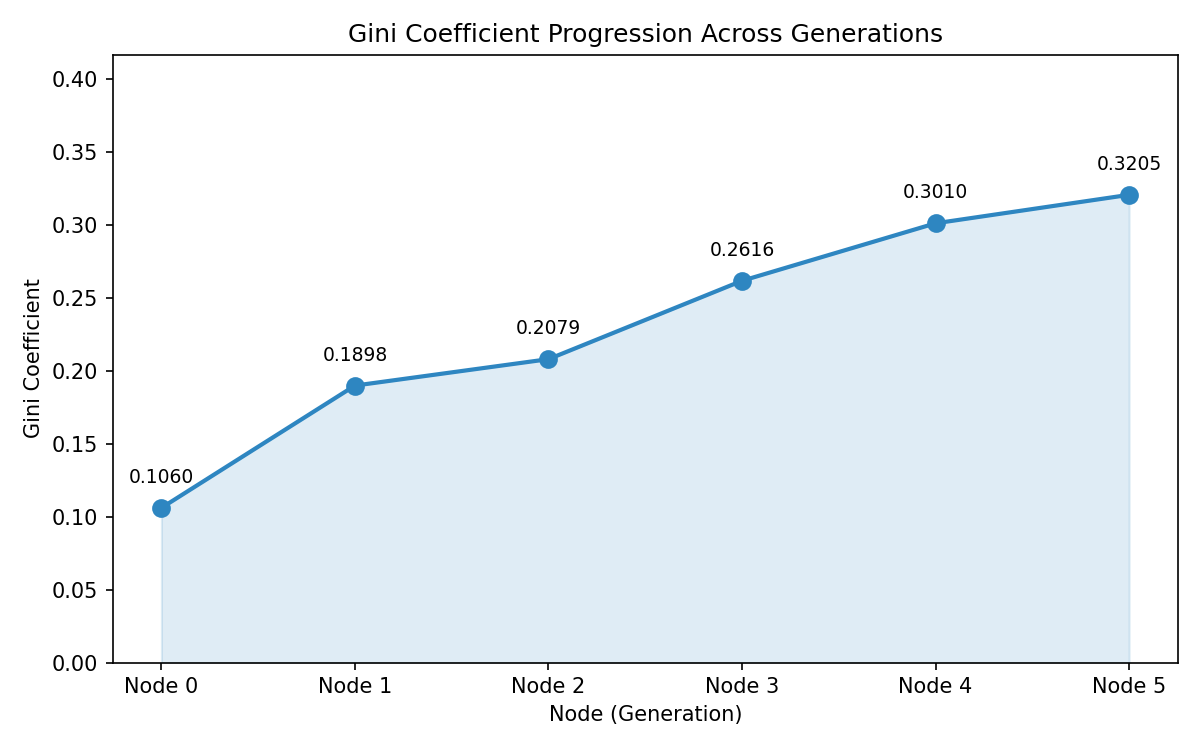 Gini Coefficient Progression Across Generations
Gini Coefficient
0.40
0.35
0.30
0.25
0.20
0.15
0.10
0.05
0.00
0.1060
0.1898
0.2079
0.2616
0.3010
0.3205
Node 0
Node 1
Node 2
Node 3
Node 4
Node 5
Node (Generation)